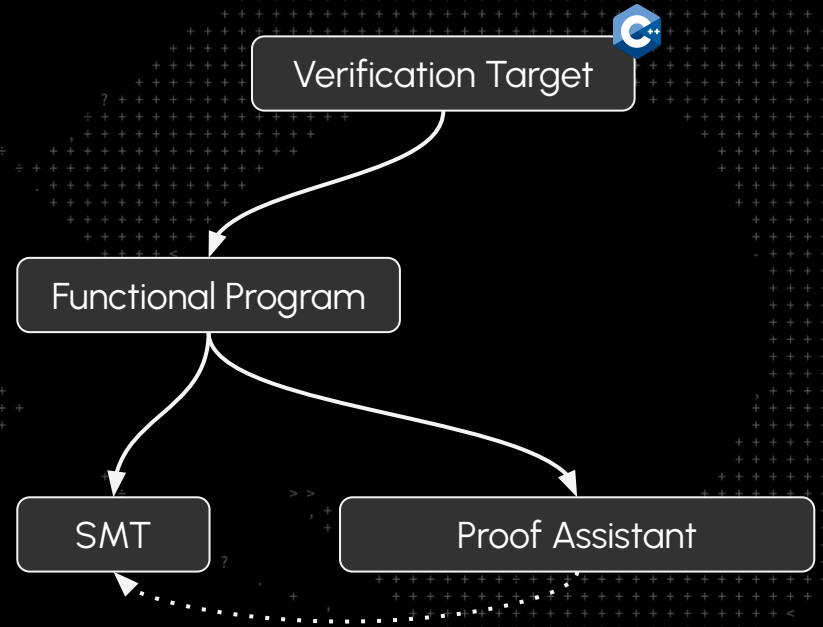 C++
Verification Target
Functional Program
SMT
Proof Assistant